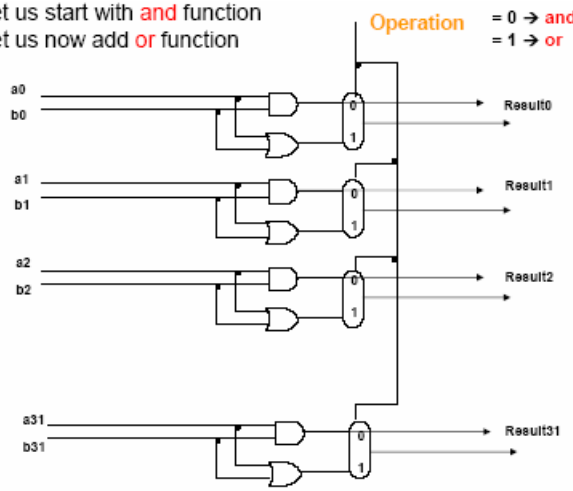 et us start with and function
et us now add or function
Operation
= 0 → and
= 1 → or
a0
b0
0
1
Result0
a1
b1
0
1
Result1
a2
b2
0
1
Result2
a31
b31
0
1
Result31